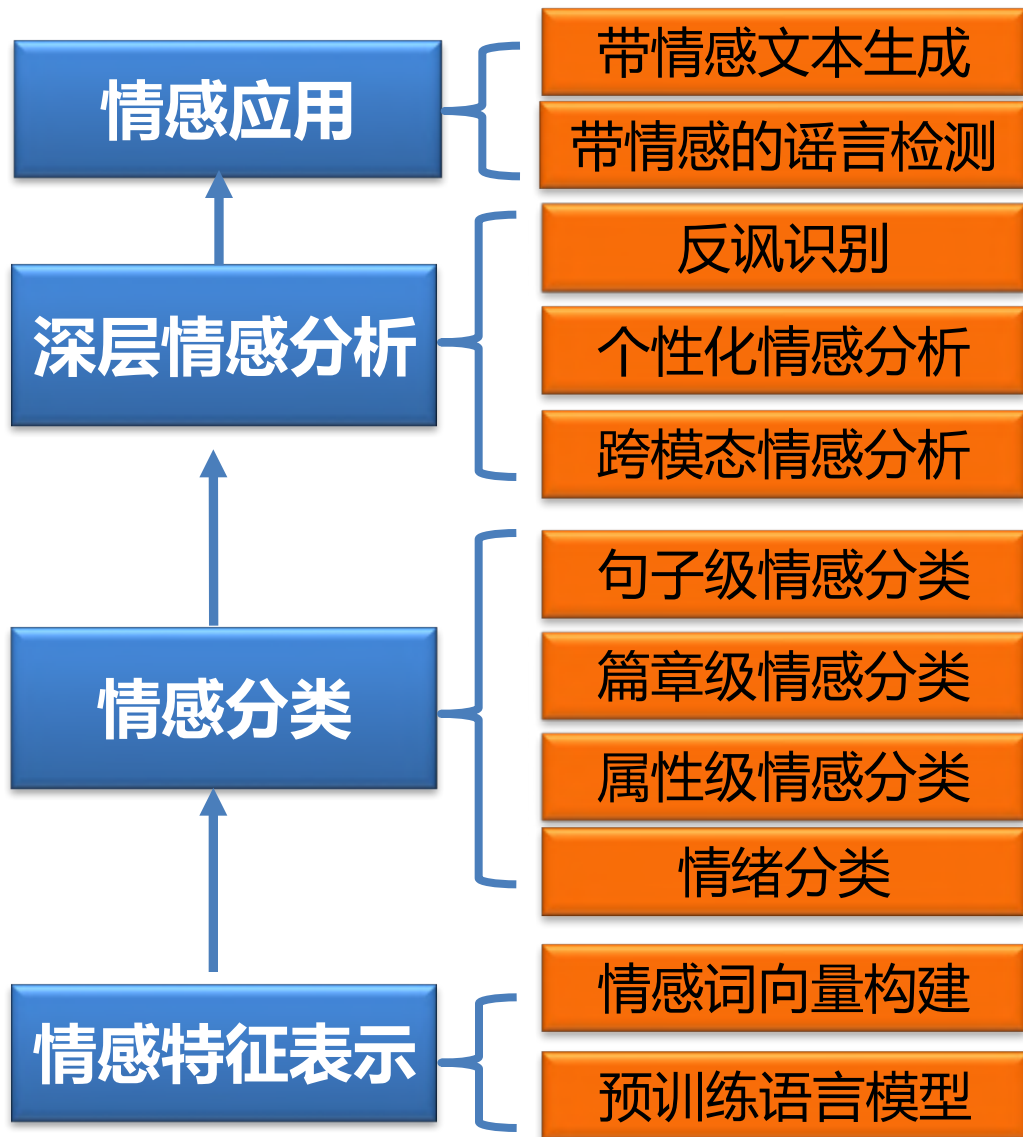 情感应用
带情感文本生成
带情感的谣言检测
深层情感分析
反讽识别
个性化情感分析
跨模态情感分析
情感分类
句子级情感分类
篇章级情感分类
属性级情感分类
情绪分类
情感特征表示
情感词向量构建
预训练语言模型